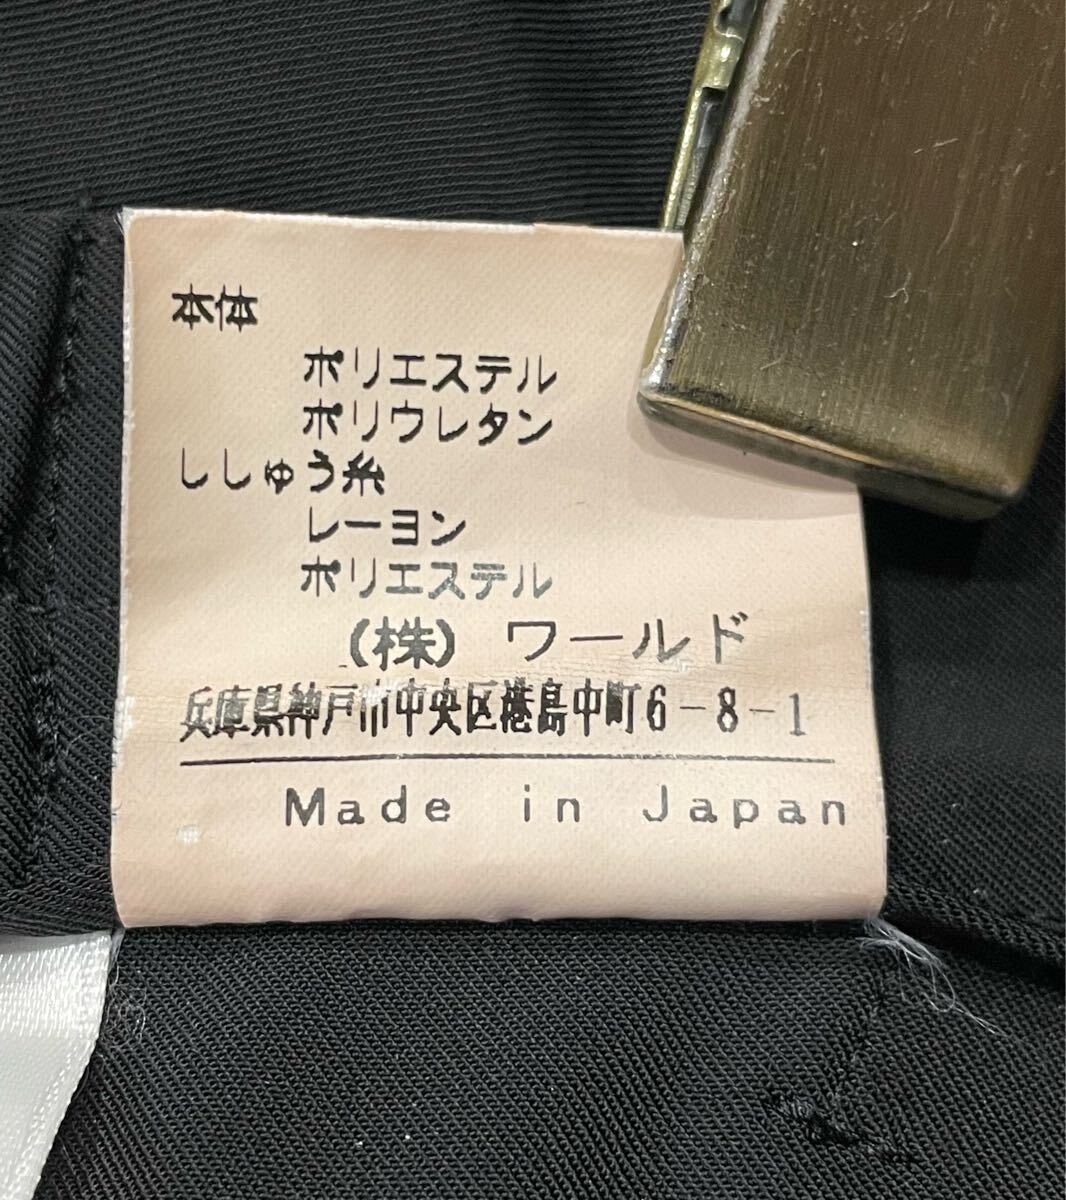 本体
ポリエステル
ポリウレタン
ししゅう糸
レーヨン
ポリエステル
(株) ワールド
兵庫県神戸市中央区港島中町6-8-1
Made in Japan